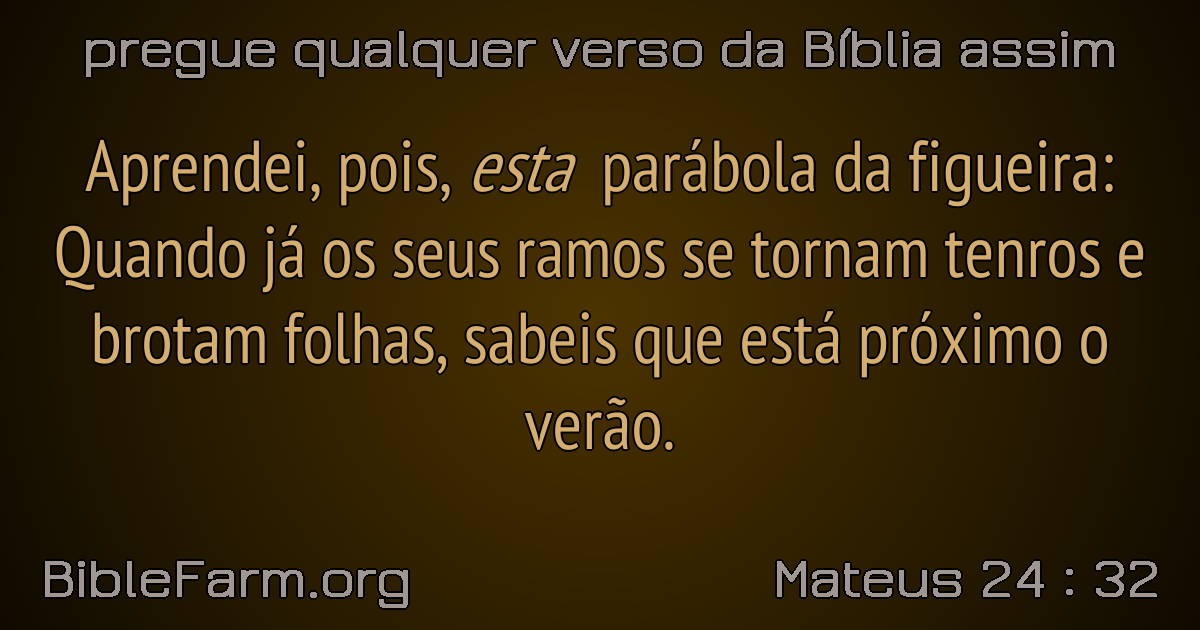 pregue qualquer verso da Bíblia assim
Aprendei, pois, esta parábola da figueira:
Quando já os seus ramos se tornam tenros e
brotam folhas, sabeis que está próximo o
verão.
BibleFarm.org
Mateus 24 : 32